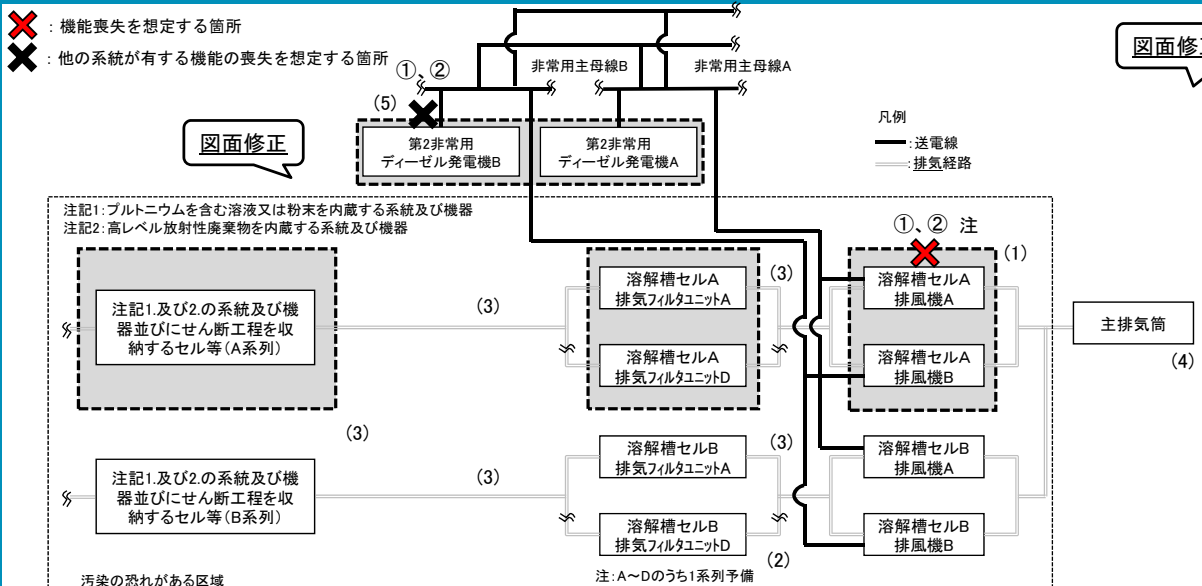 ：機能喪失を想定する箇所
：他の系統が有する機能の喪失を想定する箇所
①、②
非常用主母線B
非常用主母線A
図面修
(5)
凡例
図面修正
第2非常用
ディーゼル発電機B
第2非常用
ディーゼル発電機A
：送電線
：排気経路
注記1：プルトニウムを含む溶液又は粉末を内蔵する系統及び機器
注記2：高レベル放射性廃棄物を内蔵する系統及び機器
①、② 注
(1)
注記1.及び2.の系統及び機
器並びにせん断工程を収
納するセル等（A系列）
(3)
溶解槽セルA
排気フィルタユニットA
(3)
溶解槽セルA
排風機A
溶解槽セルA
排気フィルタユニットD
溶解槽セルA
排風機B
主排気筒
(4)
(3)
注記1.及び2.の系統及び機
器並びにせん断工程を収
納するセル等（B系列）
(3)
溶解槽セルB
排気フィルタユニットA
(3)
溶解槽セルB
排風機A
溶解槽セルB
排気フィルタユニットD
(2)
溶解槽セルB
排風機B
汚染の恐れがある区域
注：A～Dのうち1系列予備